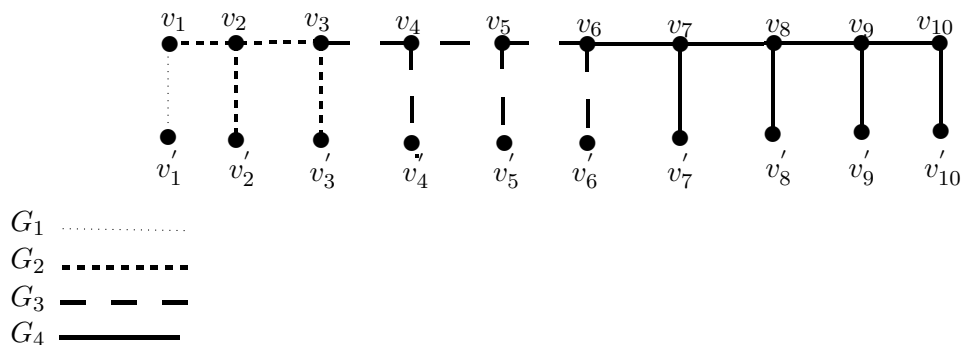 v₁ v₂ v₃ v₄ v₅ v₆ v₇ v₈ v₉ v₁₀
v₁′ v₂′ v₃′ v₄′ v₅′ v₆′ v₇′ v₈′ v₉′ v₁₀′
G₁
G₂
G₃
G₄